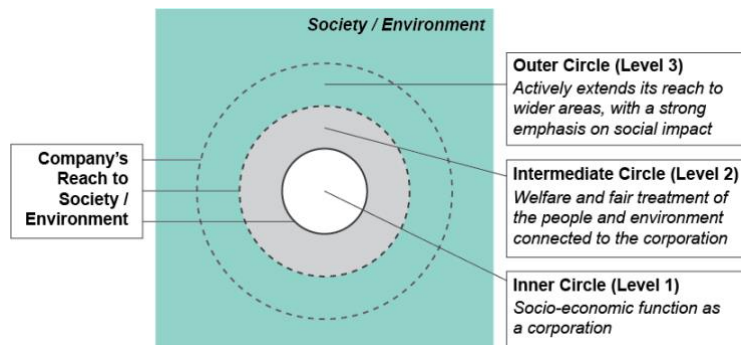 Society / Environment
Outer Circle (Level 3)
Actively extends its reach to
wider areas, with a strong
emphasis on social impact
Company's
Reach to
Society /
Environment
Intermediate Circle (Level 2)
Welfare and fair treatment of
the people and environment
connected to the corporation
Inner Circle (Level 1)
Socio-economic function as
a corporation